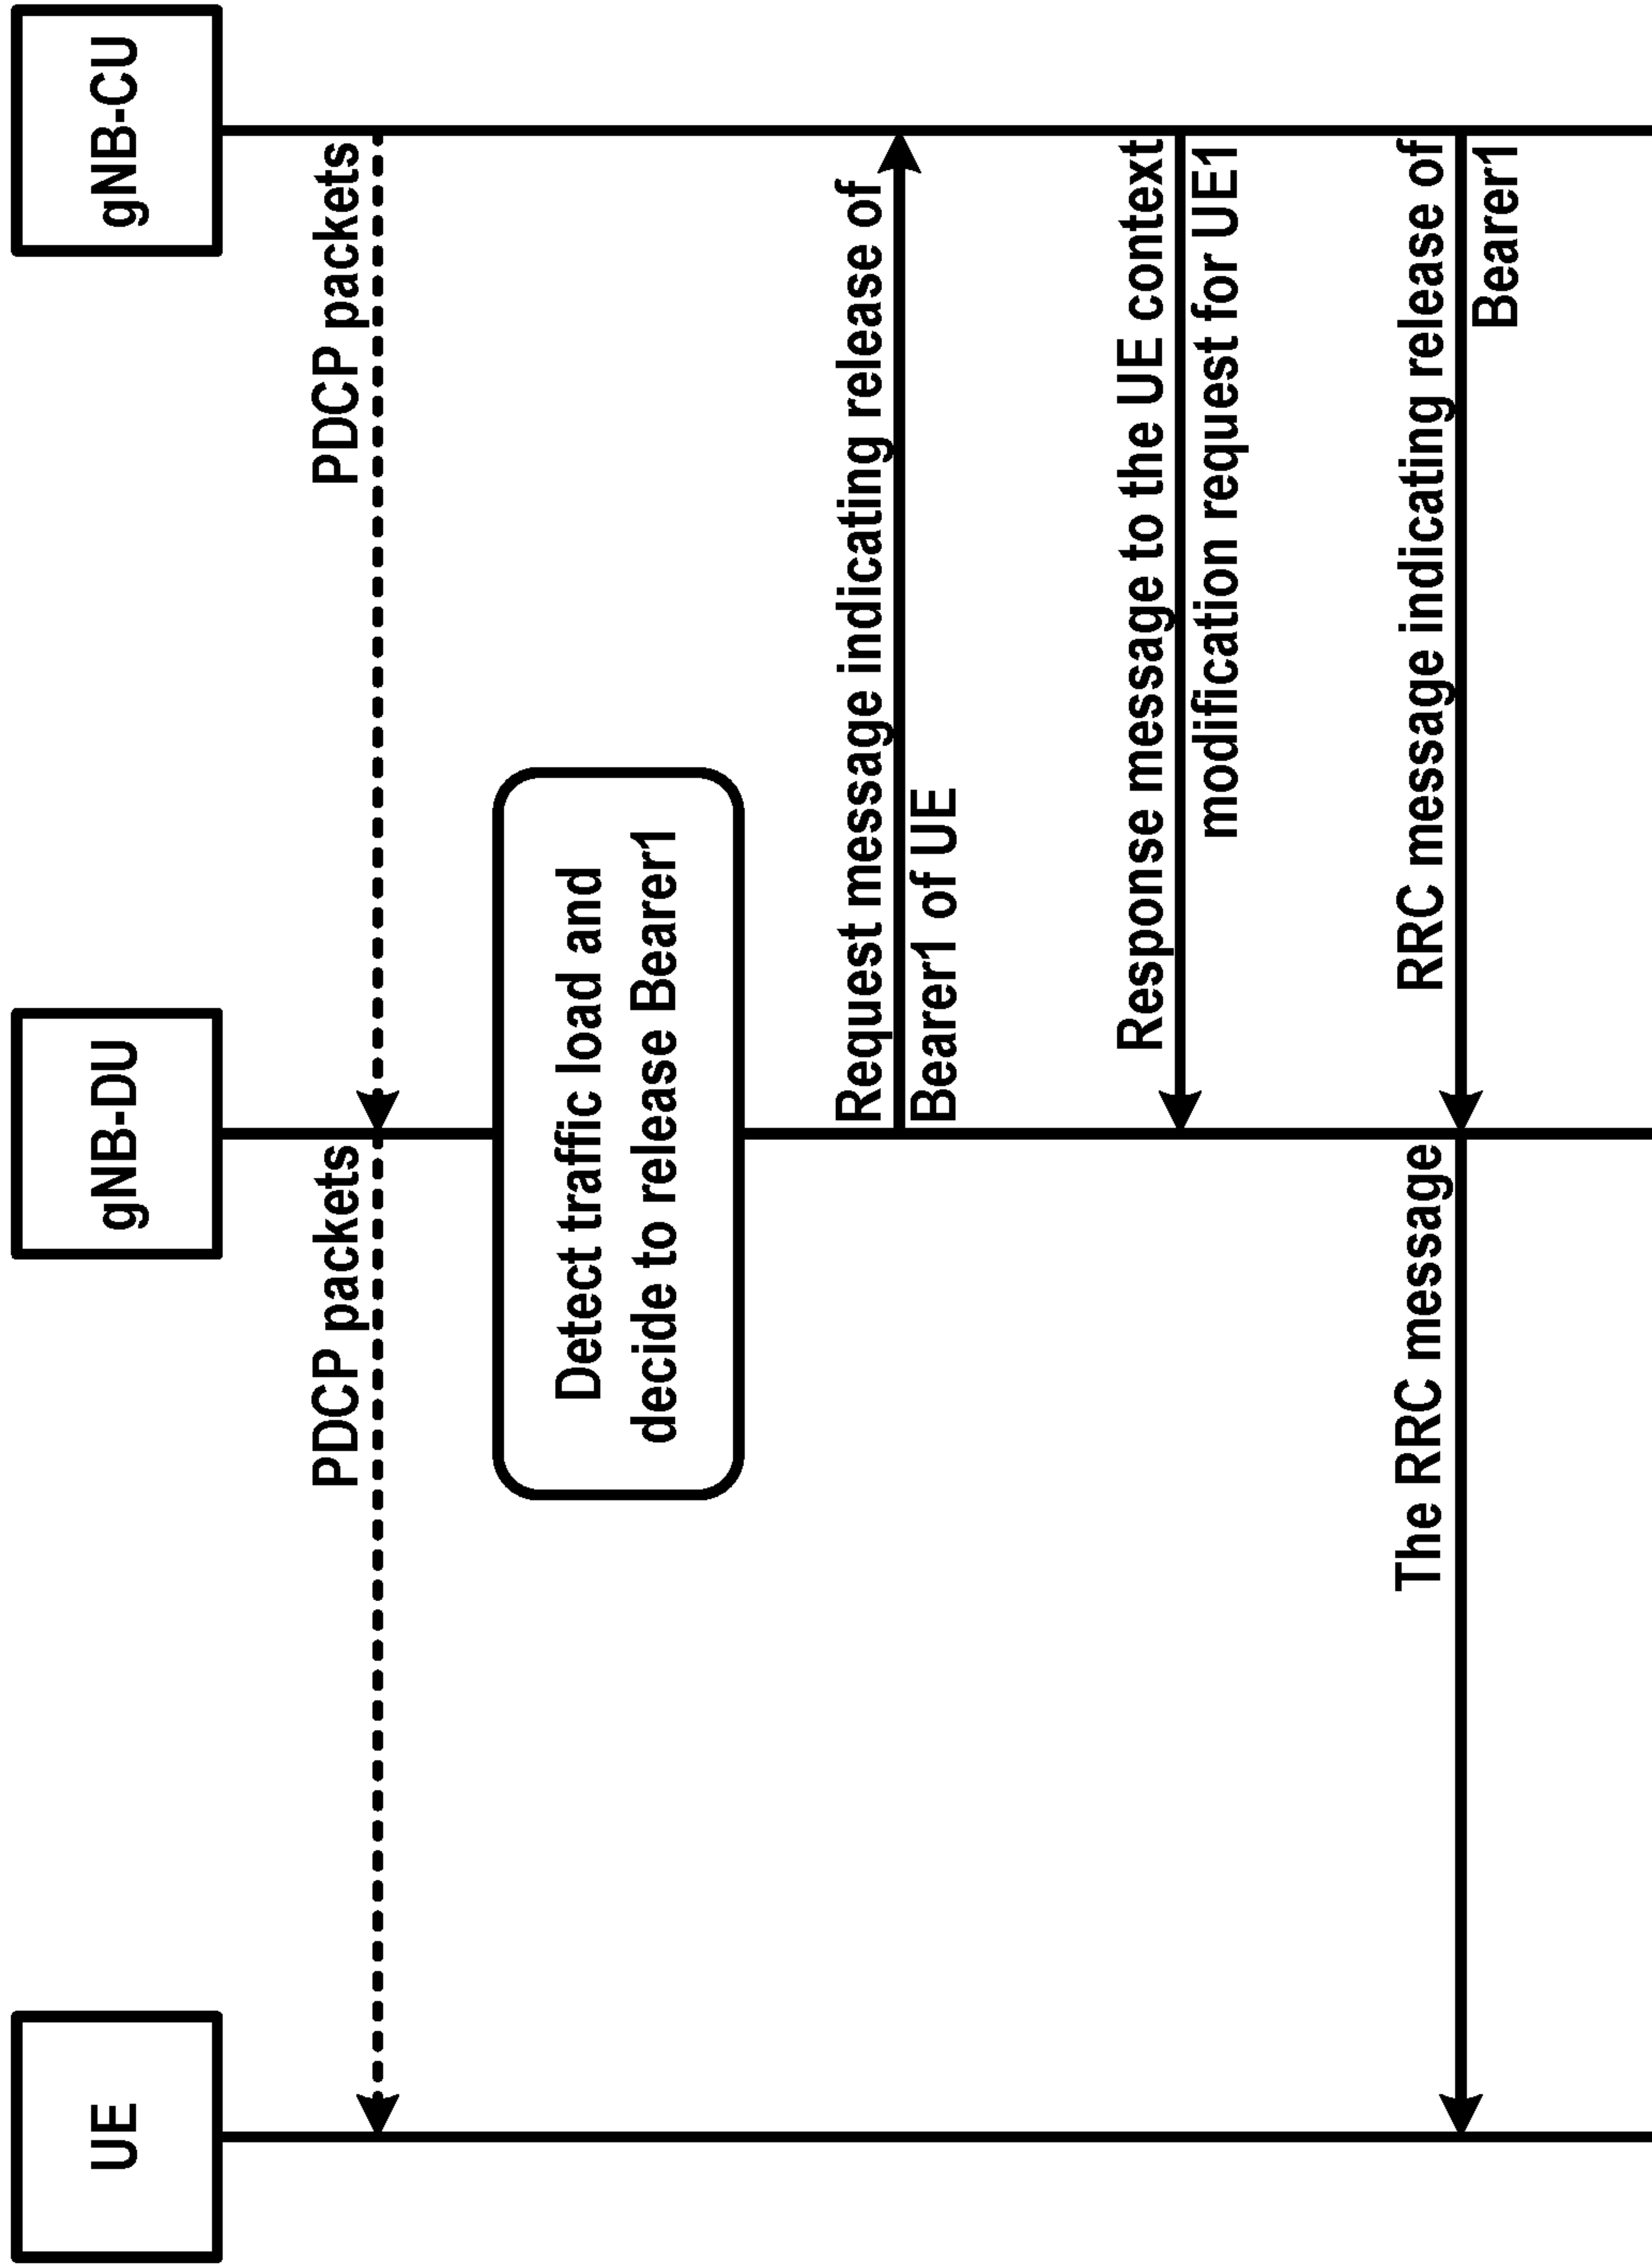 UE
gNB-DU
gNB-CU
PDCP packets
PDCP packets
Detect traffic load and
decide to release Bearer1
Request message indicating release of
Bearer1 of UE
Response message to the UE context
modification request for UE1
The RRC message
RRC message indicating release of
Bearer1